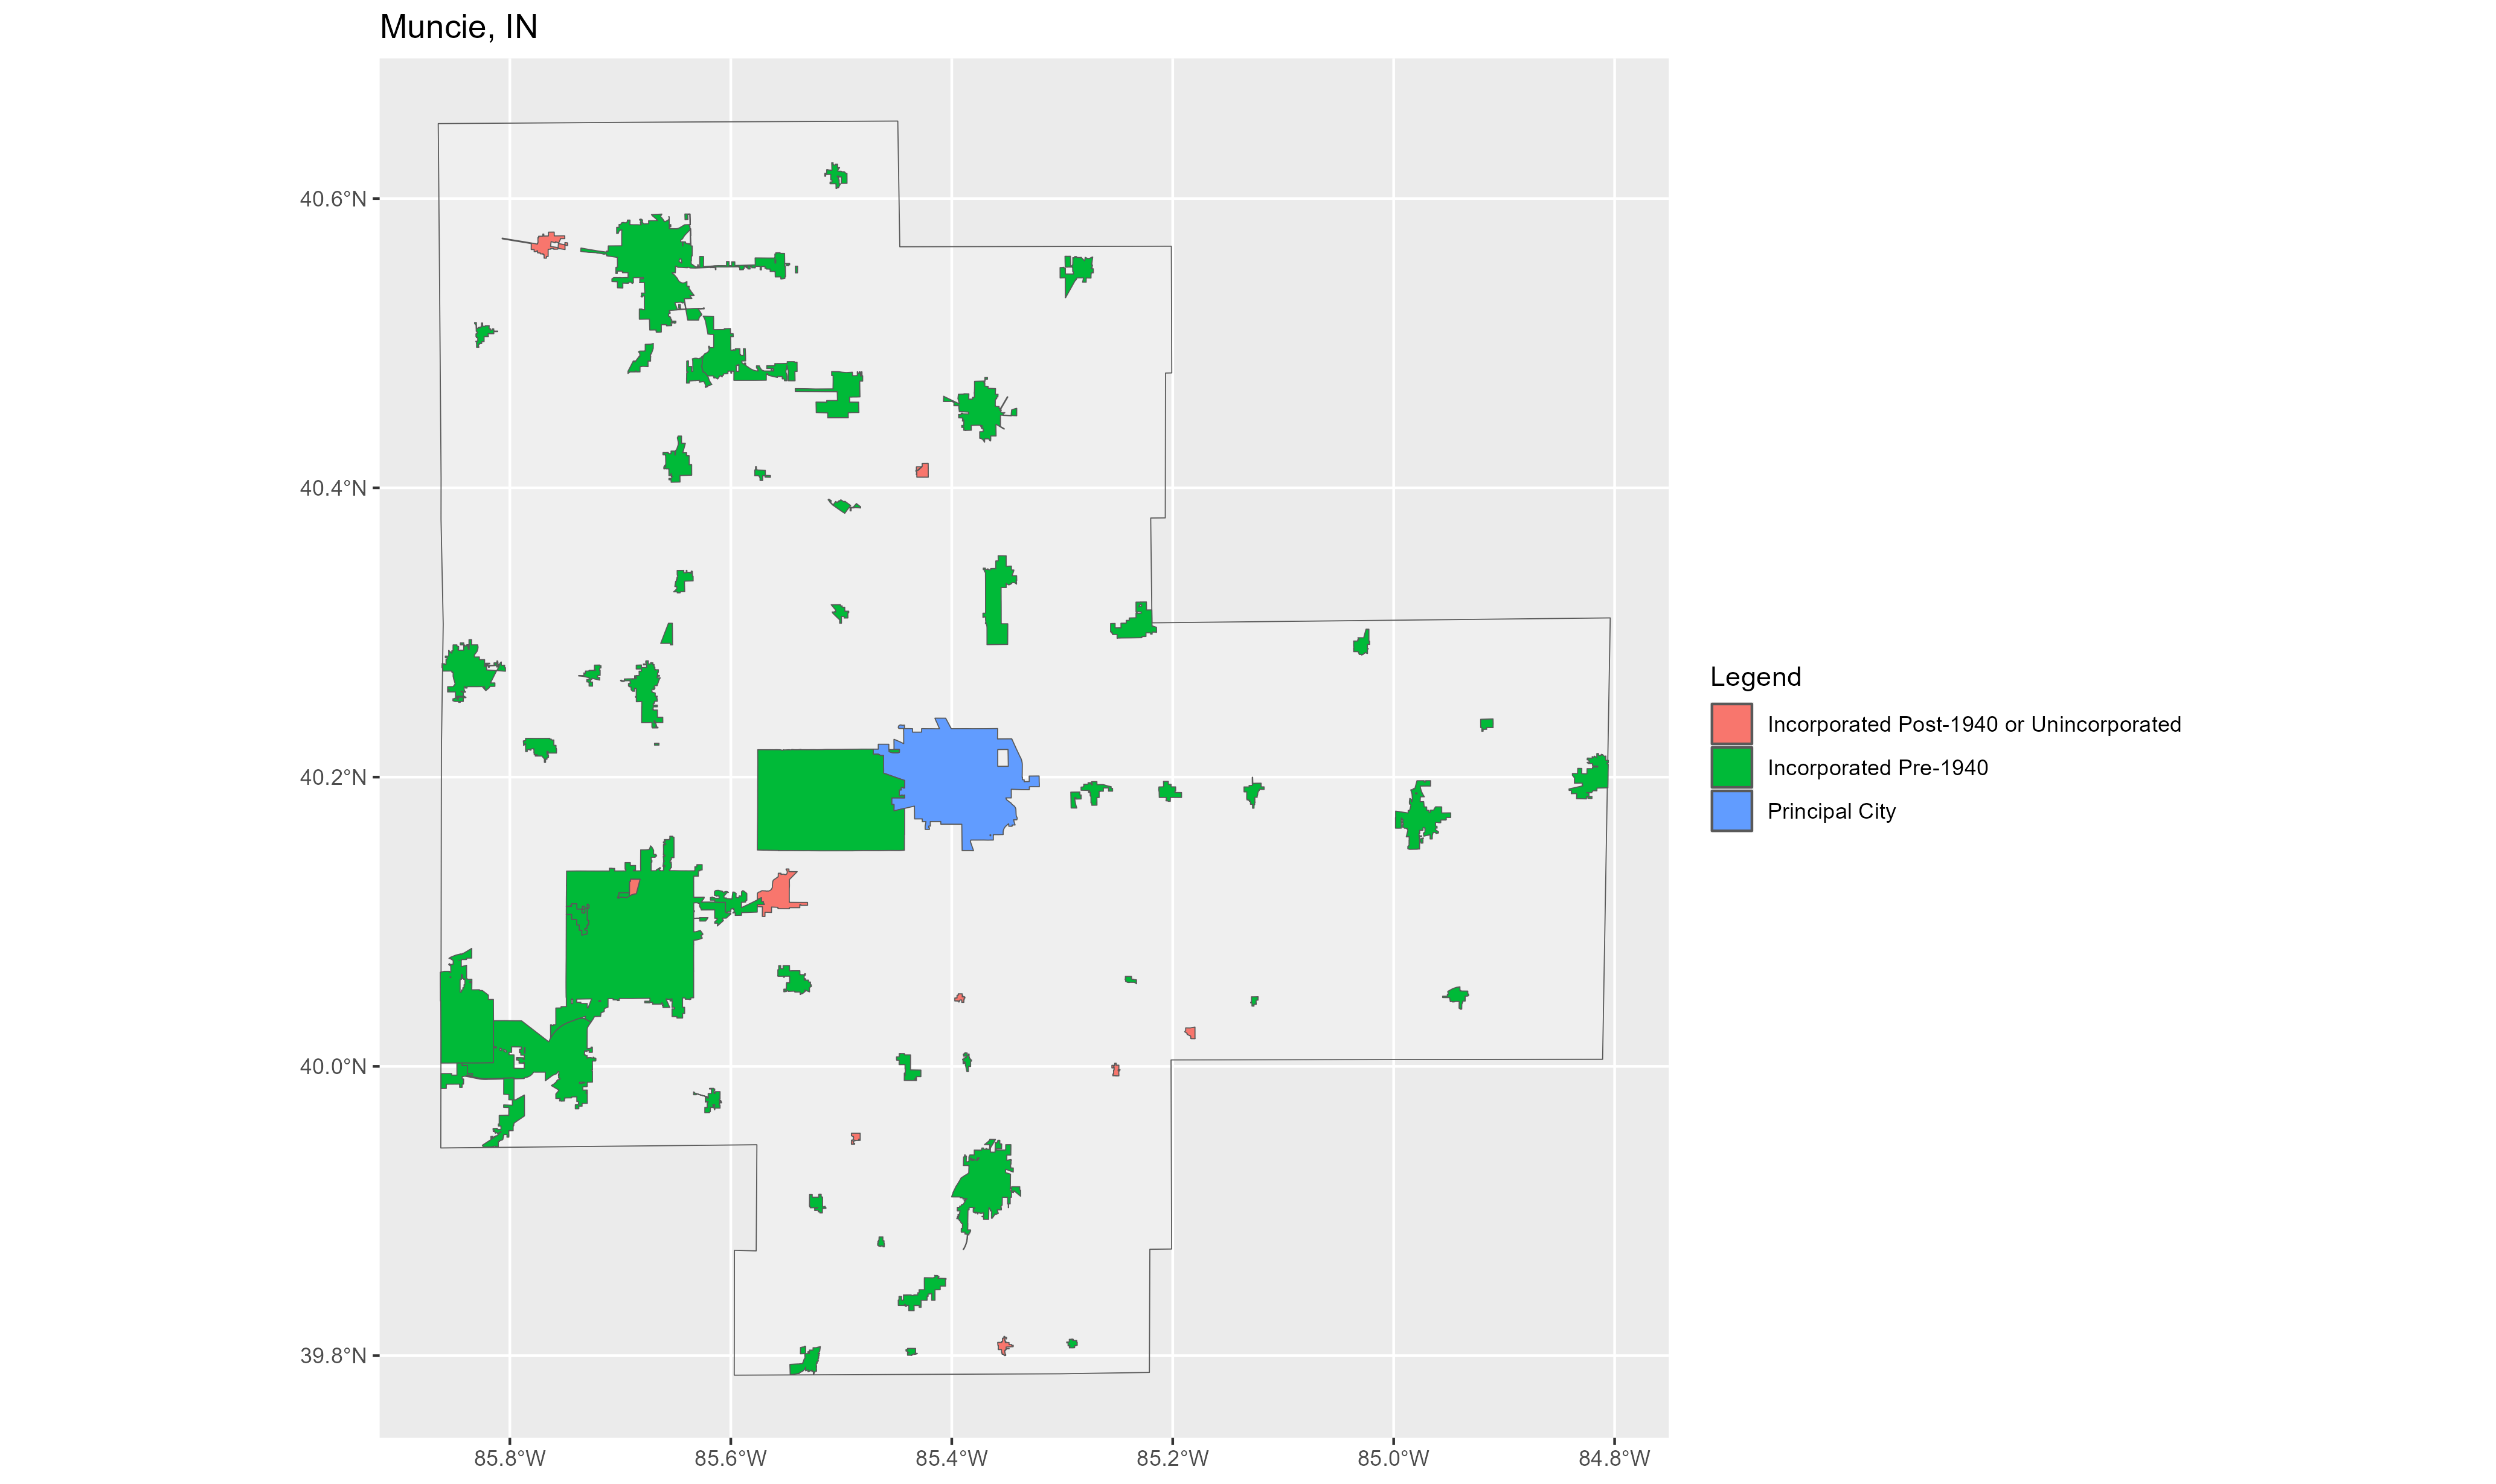 Muncie, IN
40.6°N
40.4°N
40.2°N
40.0°N
39.8°N
85.8°W
85.6°W
85.4°W
85.2°W
85.0°W
84.8°W
Legend
Incorporated Post-1940 or Unincorporated
Incorporated Pre-1940
Principal City